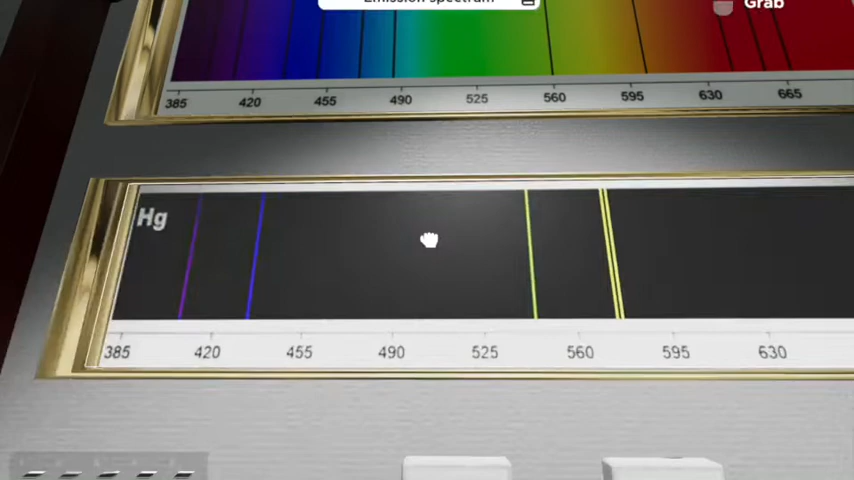 Emission spectrum
Grab
385 420 455 490 525 560 595 630 665
Hg
385 420 455 490 525 560 595 630